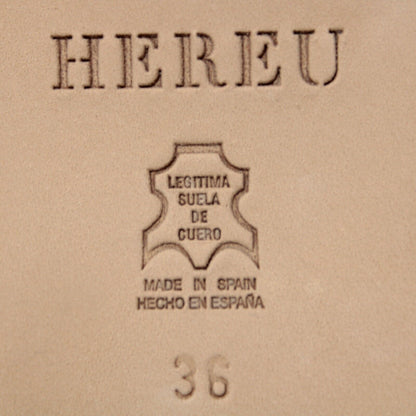 HEREU
LEGITIMA
SUELA
DE
CUERO
MADE IN SPAIN
HECHO EN ESPAÑA
36